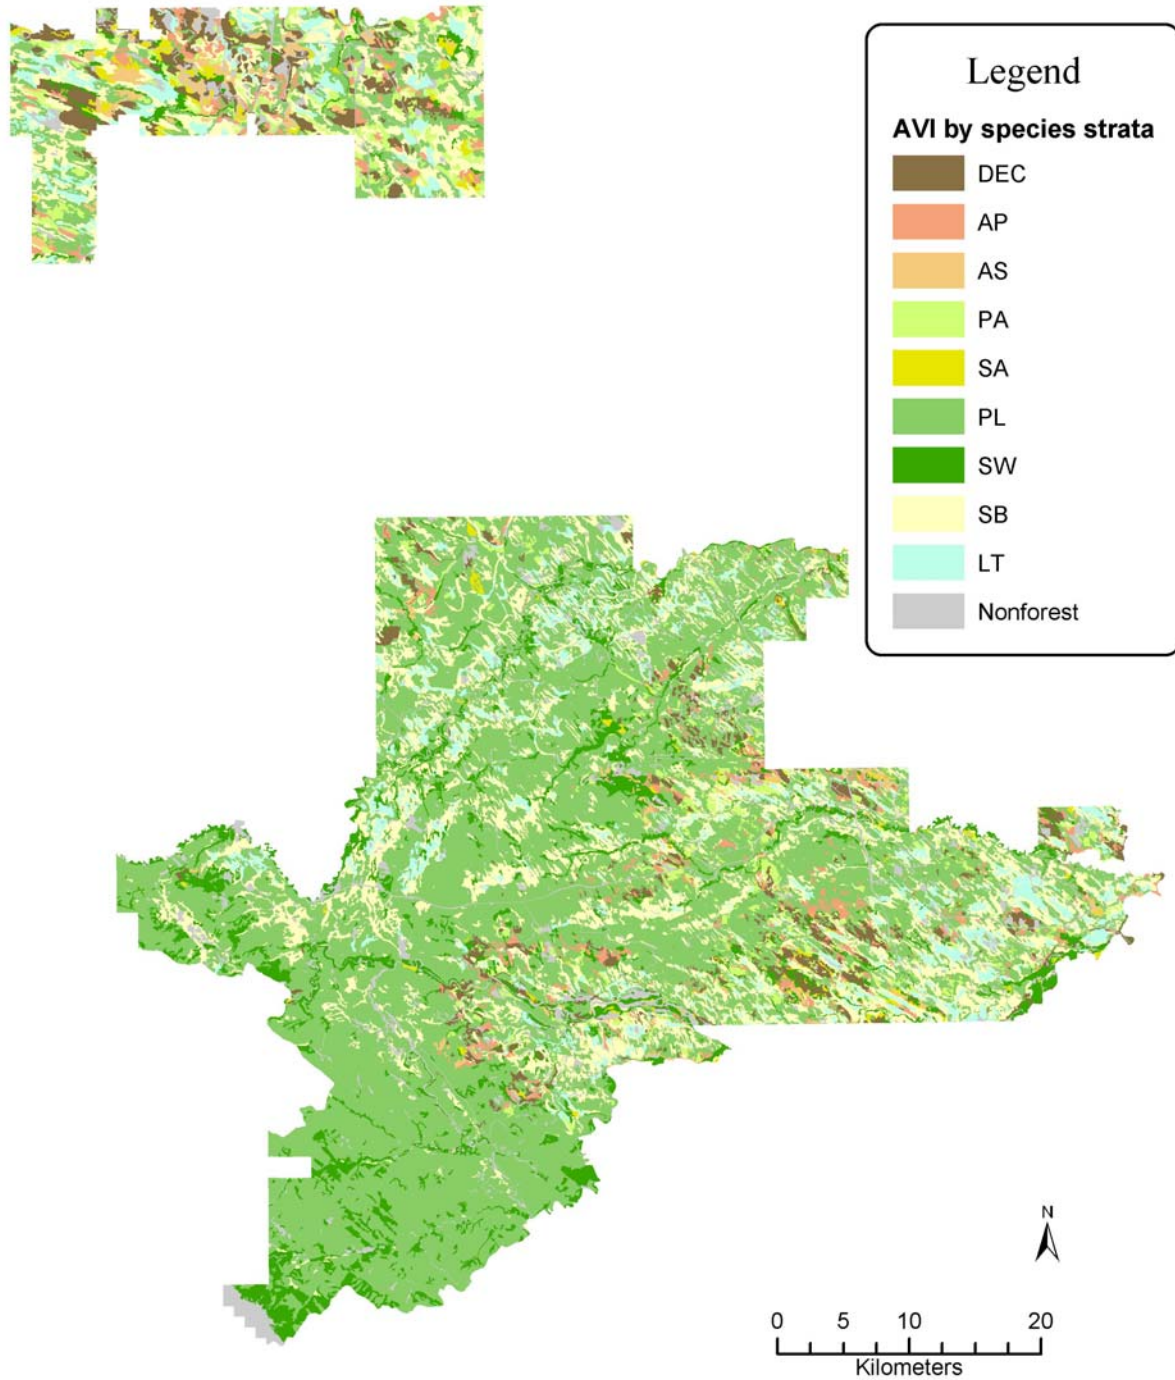 Legend
AVI by species strata
DEC
AP
AS
PA
SA
PL
SW
SB
LT
Nonforest
N
0 5 10 20
Kilometers